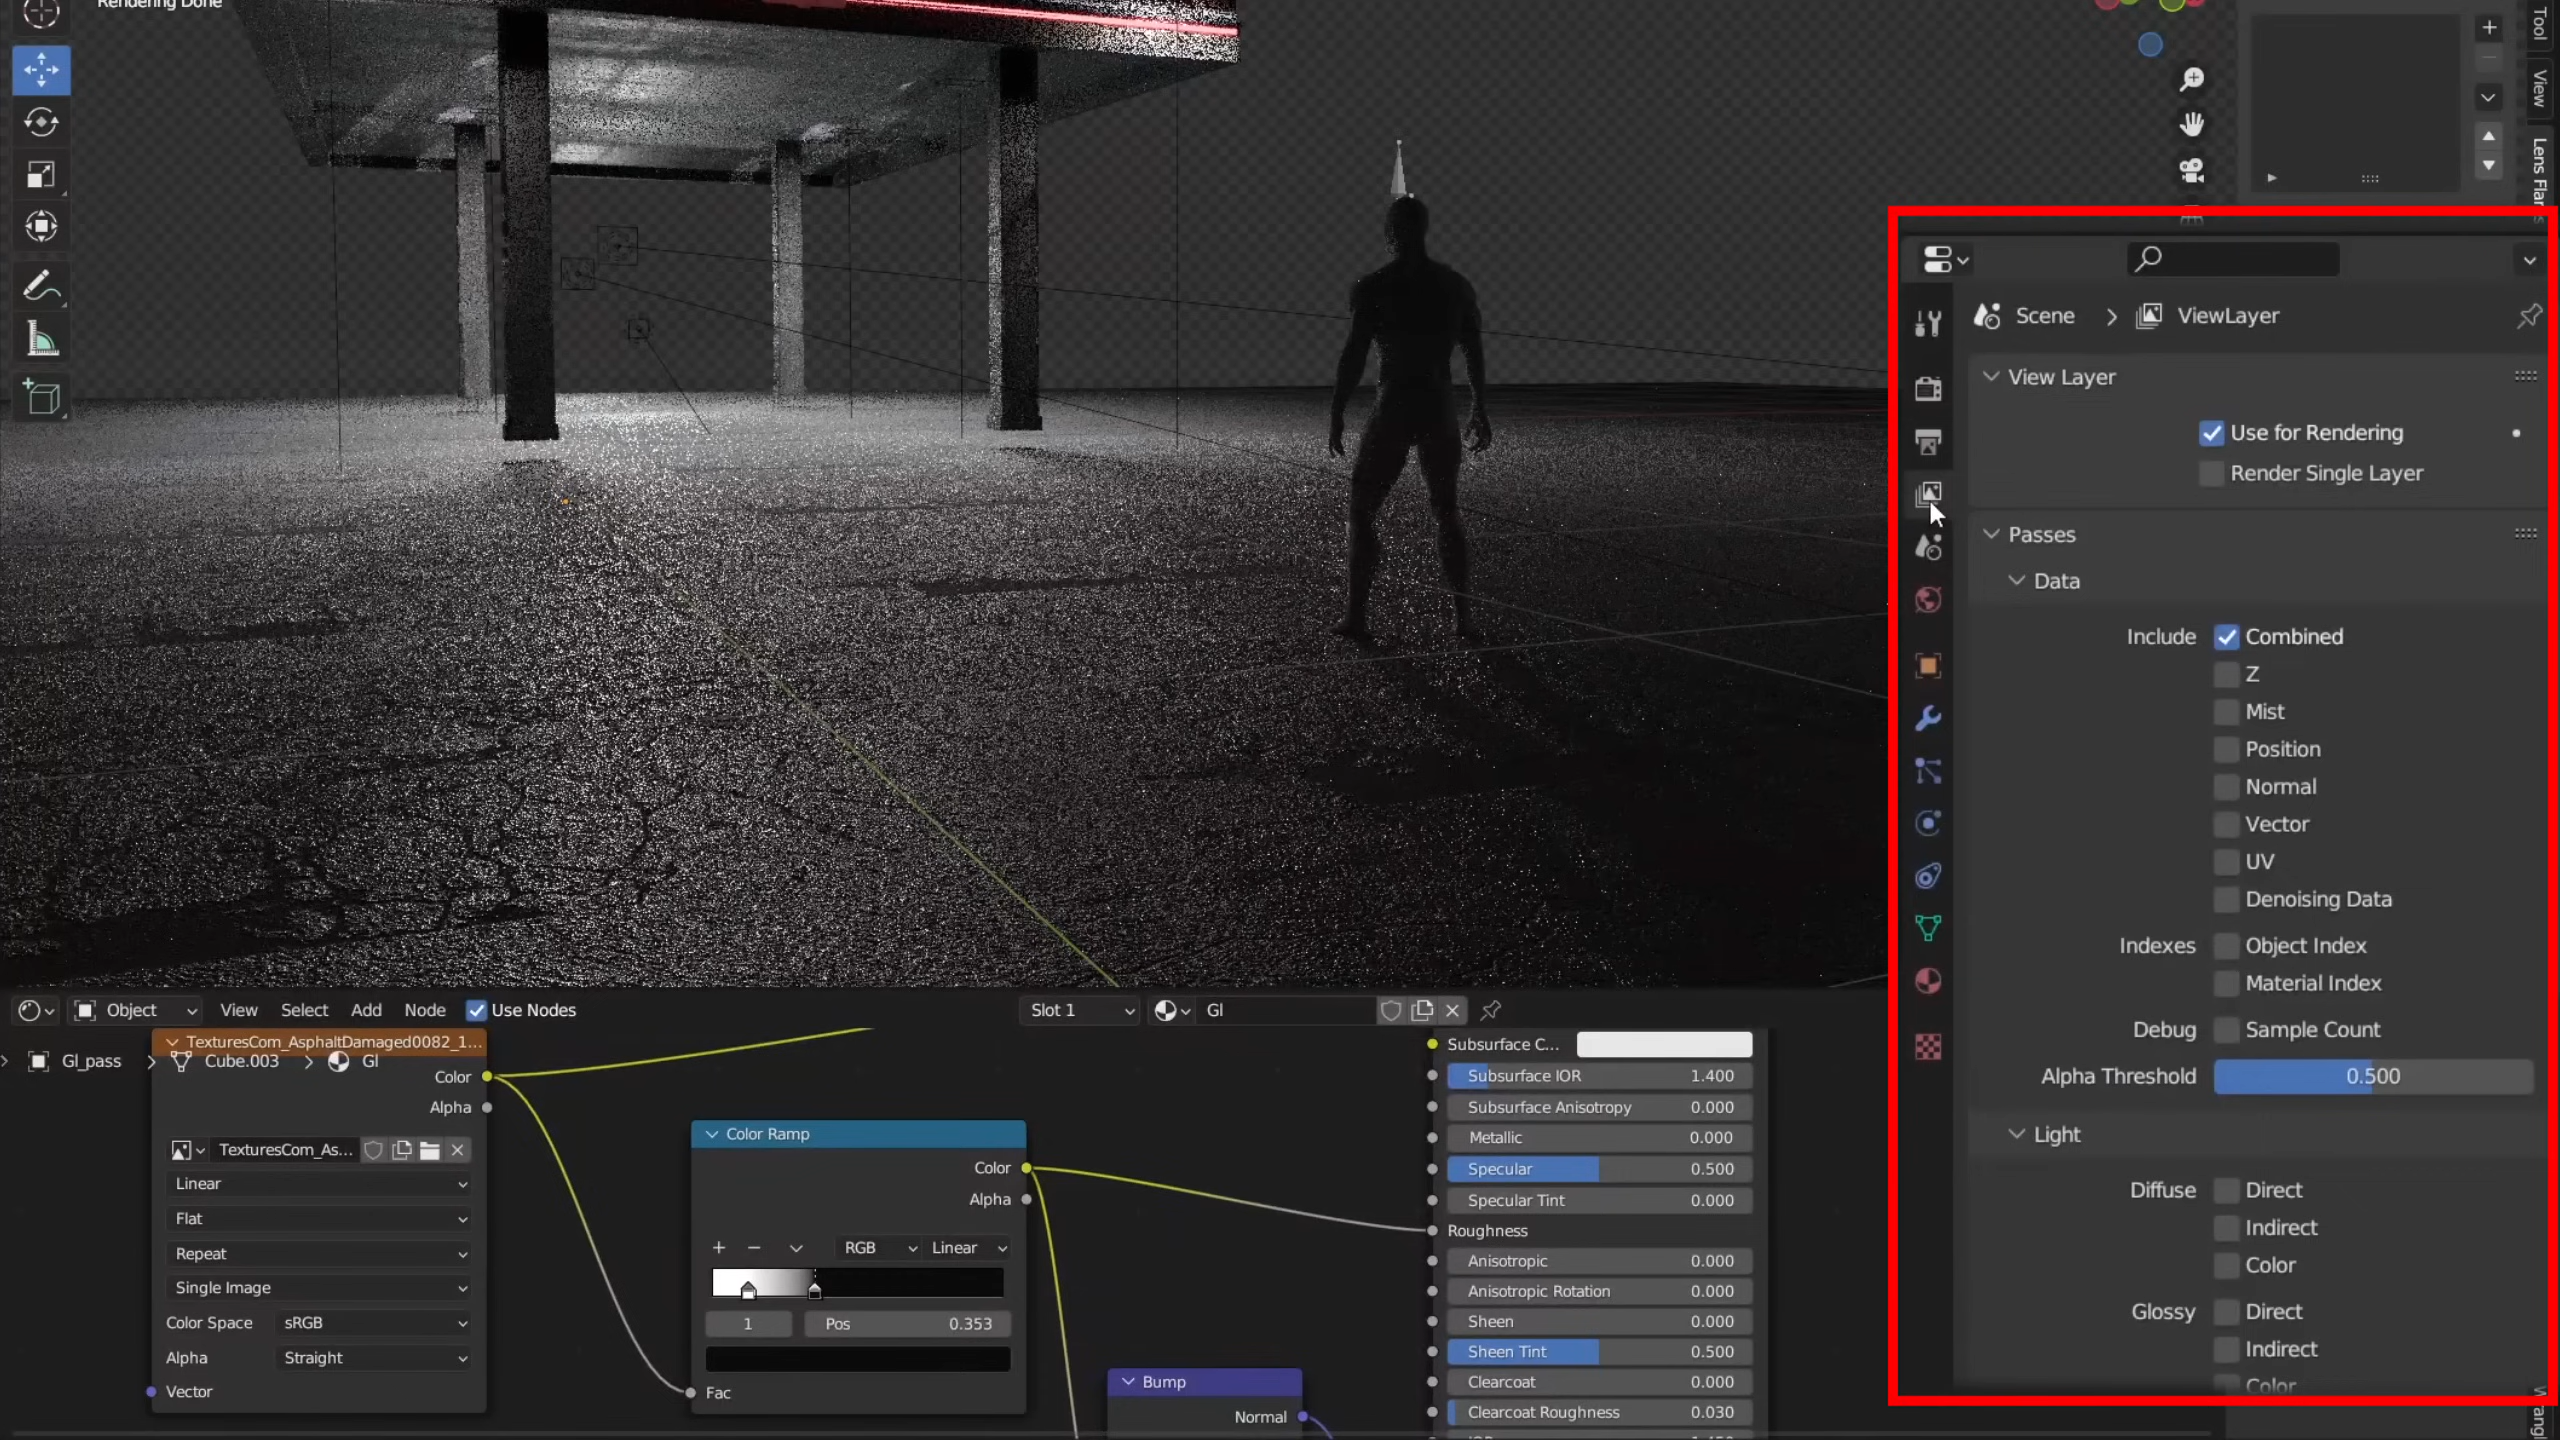 Rendering Done
Tool
View
Lens Fla
Scene > ViewLayer
View Layer
Use for Rendering
Render Single Layer
Passes
Data
Include Combined
Z
Mist
Position
Normal
Vector
UV
Denoising Data
Indexes Object Index
Material Index
Debug Sample Count
Alpha Threshold 0.500
Light
Diffuse Direct
Indirect
Color
Glossy Direct
Indirect
Color
Object View Select Add Node Use Nodes Slot 1 Gl
TexturesCom_AsphaltDamaged0082_1...
Gl_pass > Cube.003 > Gl
Color
Alpha
TexturesCom_As...
Linear
Flat
Repeat
Single Image
Color Space sRGB
Alpha Straight
Vector
Color Ramp
Color
Alpha
+ − RGB Linear
1 Pos 0.353
Fac
Bump
Normal
Subsurface C...
Subsurface IOR 1.400
Subsurface Anisotropy 0.000
Metallic 0.000
Specular 0.500
Specular Tint 0.000
Roughness
Anisotropic 0.000
Anisotropic Rotation 0.000
Sheen 0.000
Sheen Tint 0.500
Clearcoat 0.000
Clearcoat Roughness 0.030